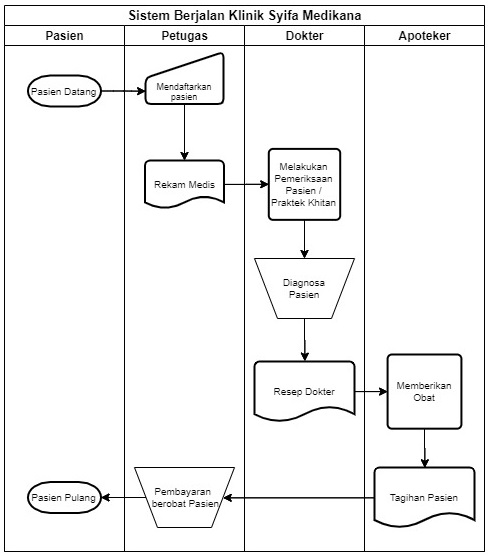 Sistem Berjalan Klinik Syifa Medikana
Pasien
Petugas
Dokter
Apoteker
Pasien Datang
Mendaftarkan
pasien
Rekam Medis
Melakukan
Pemeriksaan
Pasien /
Praktek Khitan
Diagnosa
Pasien
Resep Dokter
Memberikan
Obat
Tagihan Pasien
Pembayaran
berobat Pasien
Pasien Pulang